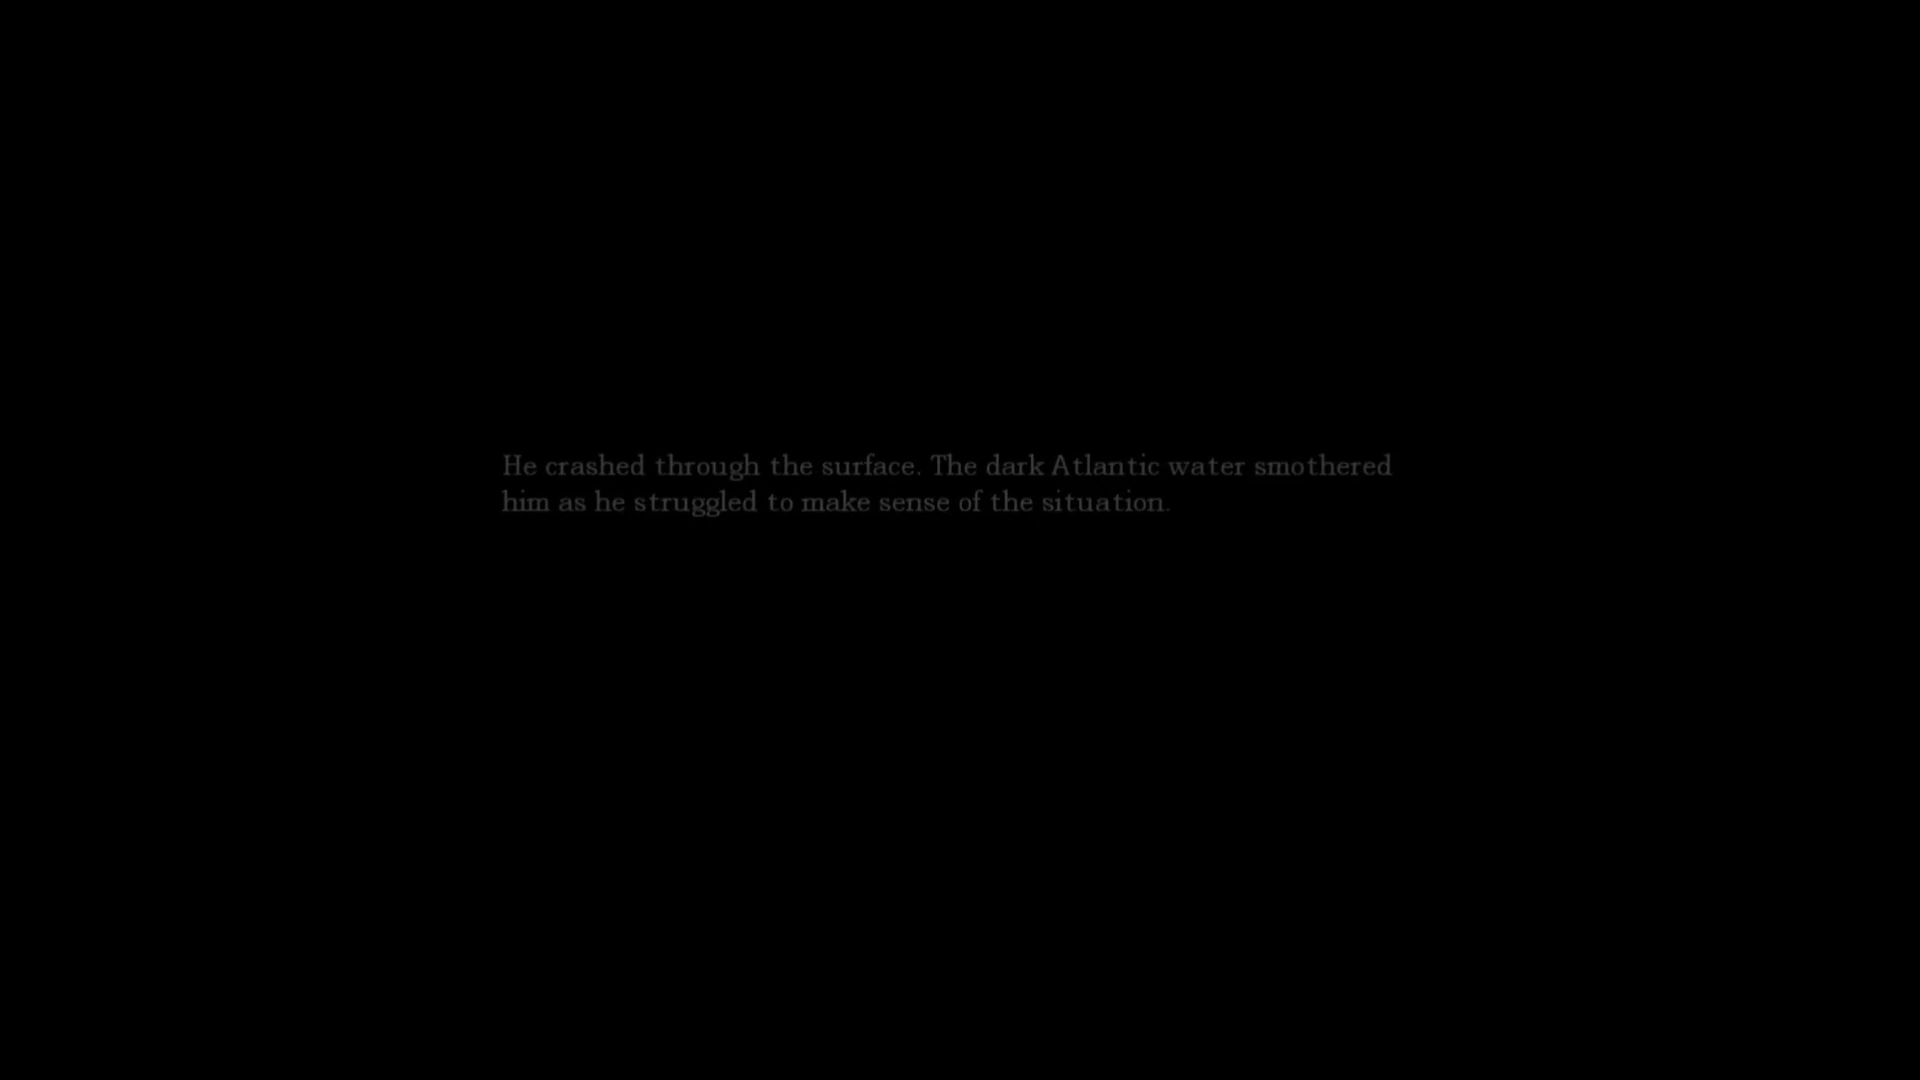 He crashed through the surface. The dark Atlantic water smothered
him as he struggled to make sense of the situation.